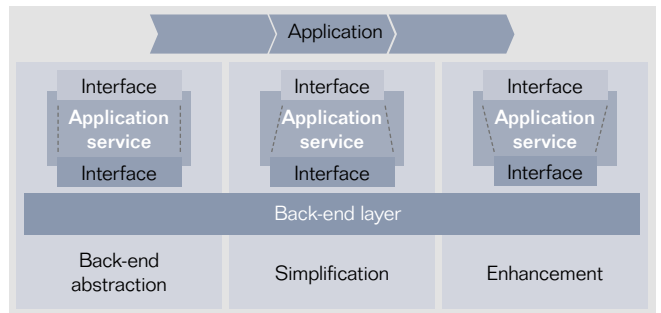 Application
Interface
Application
service
Interface
Interface
Application
service
Interface
Interface
Application
service
Interface
Back-end layer
Back-end
abstraction
Simplification
Enhancement